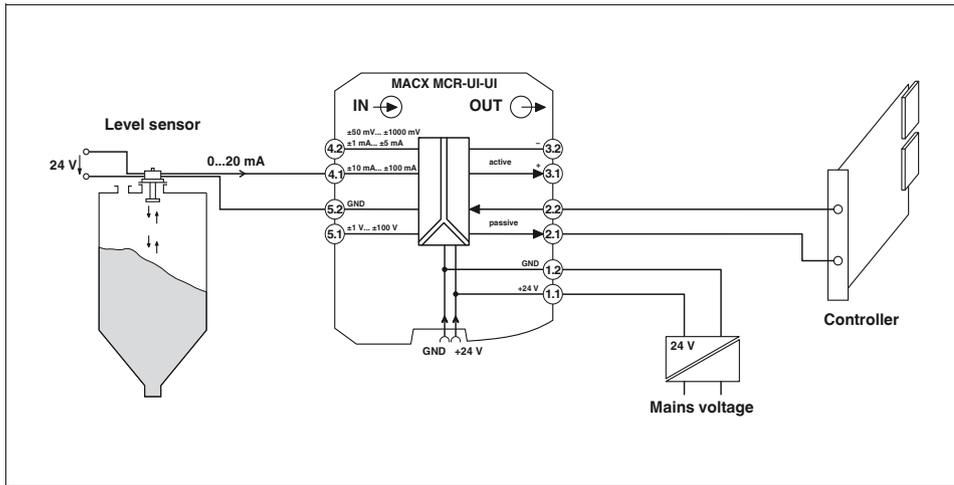 MACX MCR-UI-UI
IN
OUT
Level sensor
24 V
0...20 mA
±50 mV... ±1000 mV
±1 mA... ±5 mA
4.2
4.1
±10 mA... ±100 mA
5.2
GND
5.1
±1 V... ±100 V
–
3.2
active
+
3.1
2.2
passive
2.1
GND
1.2
+24 V
1.1
GND
+24 V
24 V
Mains voltage
Controller